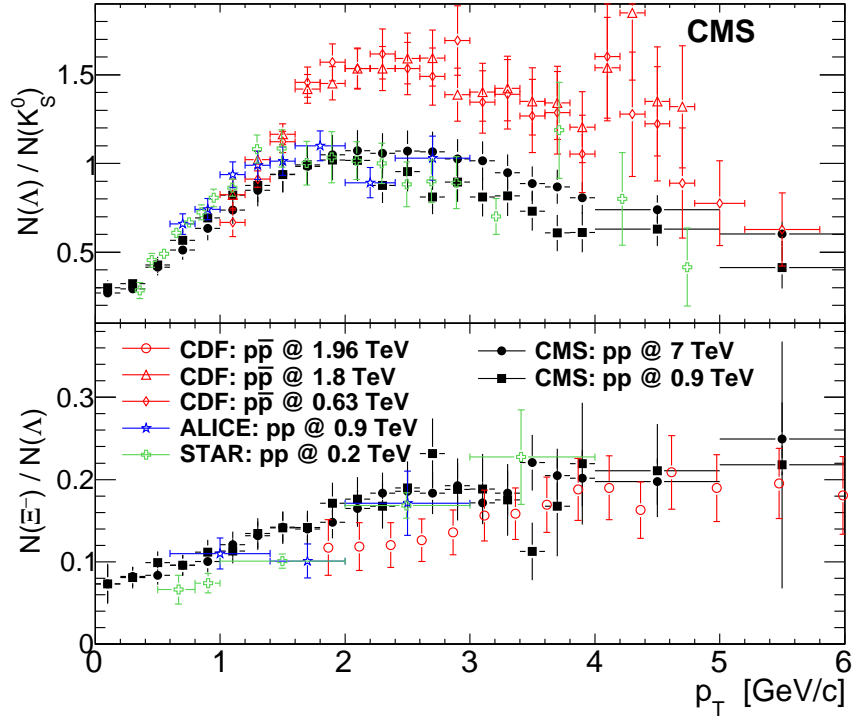 CMS
N(Λ) / N(K⁰_S)
1.5
1
0.5
N(Ξ⁻) / N(Λ)
0.3
0.2
0.1
0
CDF: pp̅ @ 1.96 TeV
CDF: pp̅ @ 1.8 TeV
CDF: pp̅ @ 0.63 TeV
ALICE: pp @ 0.9 TeV
STAR: pp @ 0.2 TeV
CMS: pp @ 7 TeV
CMS: pp @ 0.9 TeV
0 1 2 3 4 5 6
p_T [GeV/c]